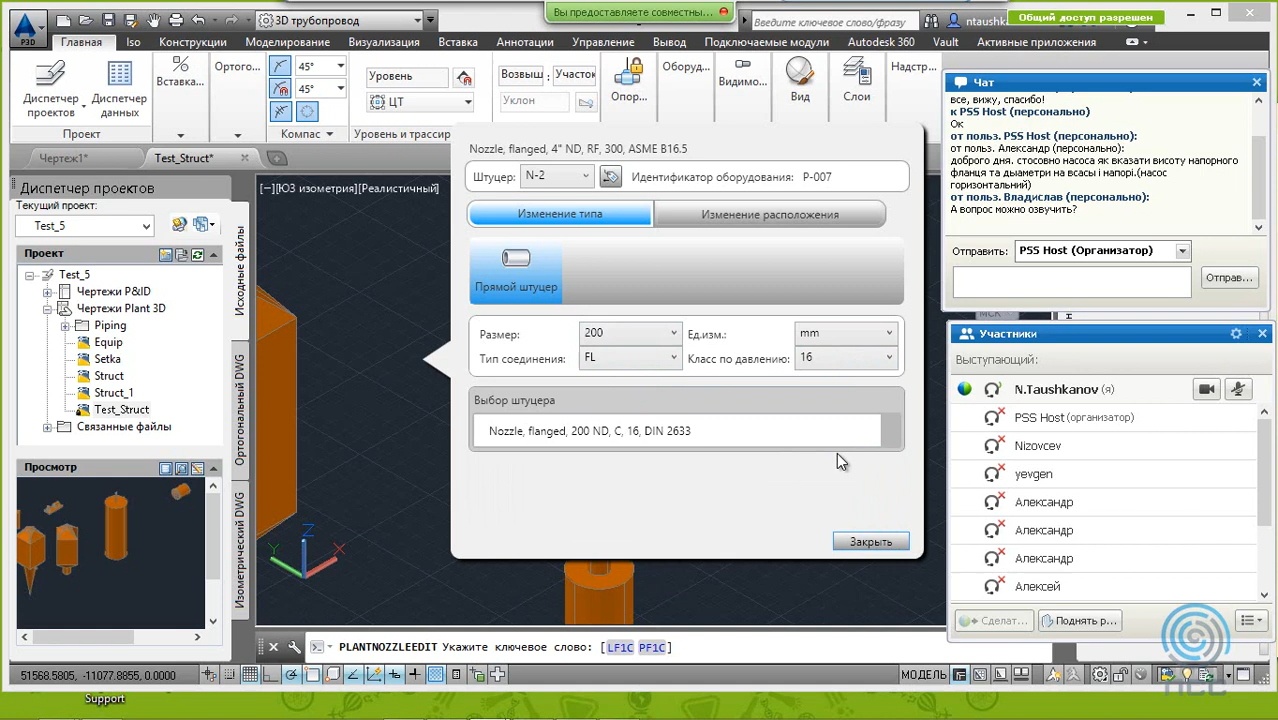 P3D
3D трубопровод
Вы предоставляете совместны...
Введите ключевое слово/фразу
ntaushka...
Общий доступ разрешен
Главная
Iso
Конструкции
Моделирование
Визуализация
Вставка
Аннотации
Управление
Вывод
Подключаемые модули
Autodesk 360
Vault
Активные приложения
Диспетчер проектов
Диспетчер данных
Проект
Вставка...
Ортого...
45°
45°
Компас
Уровень
ЦТ
Возвыш
Участок
Уклон
Уровень и трассир
Опор...
Оборуд...
Видимо...
Вид
Слои
Надстр...
Чертеж1*
Test_Struct*
Диспетчер проектов
Текущий проект:
Test_5
Проект
Test_5
Чертежи P&ID
Чертежи Plant 3D
Piping
Equip
Setka
Struct
Struct_1
Test_Struct
Связанные файлы
Просмотр
Исходные файлы
Ортогональный DWG
Изометрический DWG
[−][ЮЗ изометрия][Реалистичный]
Nozzle, flanged, 4" ND, RF, 300, ASME B16.5
Штуцер:
N-2
Идентификатор оборудования:
P-007
Изменение типа
Изменение расположения
Прямой штуцер
Размер:
200
Ед.изм.:
mm
Тип соединения:
FL
Класс по давлению:
16
Выбор штуцера
Nozzle, flanged, 200 ND, C, 16, DIN 2633
Закрыть
Z
Y
X
МСК
Чат
все, вижу, спасибо!
к PSS Host (персонально)
Ок
от польз. PSS Host (персонально):
от польз. Александр (персонально):
доброго дня. стосовно насоса як вказати висоту напорного
фланця та дыаметри на всасы і напорі.(насос
горизонтальний)
от польз. Владислав (персонально):
А вопрос можно озвучить?
Отправить:
PSS Host (Организатор)
Отправ...
Участники
Выступающий:
N.Taushkanov (я)
PSS Host (организатор)
Nizovcev
yevgen
Александр
Александр
Александр
Алексей
Сделат...
Поднять р...
PLANTNOZZLEEDIT Укажите ключевое слово: [LF1C PF1C]
51568.5805, -11077.8855, 0.0000
МОДЕЛЬ
Support